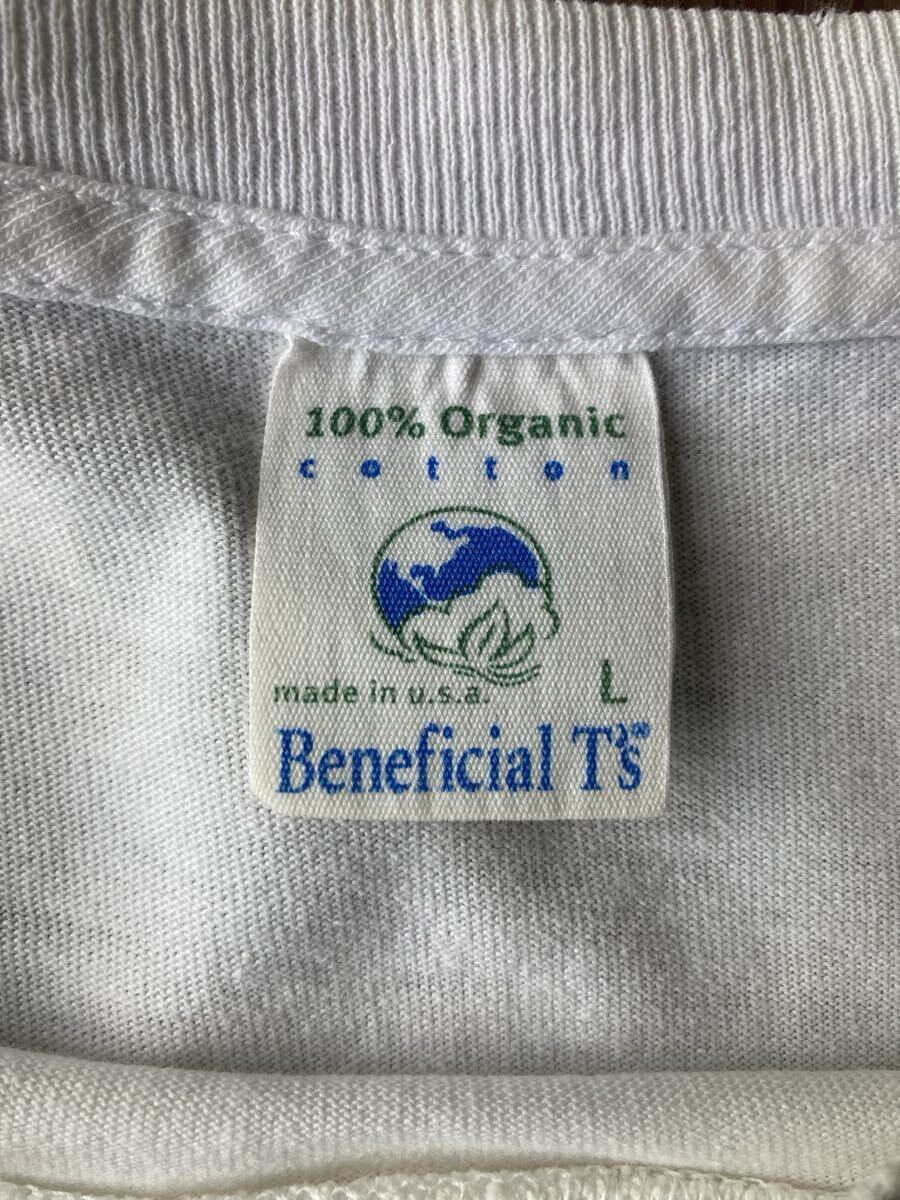 100% Organic
cotton
made in u.s.a. L
Beneficial T's®